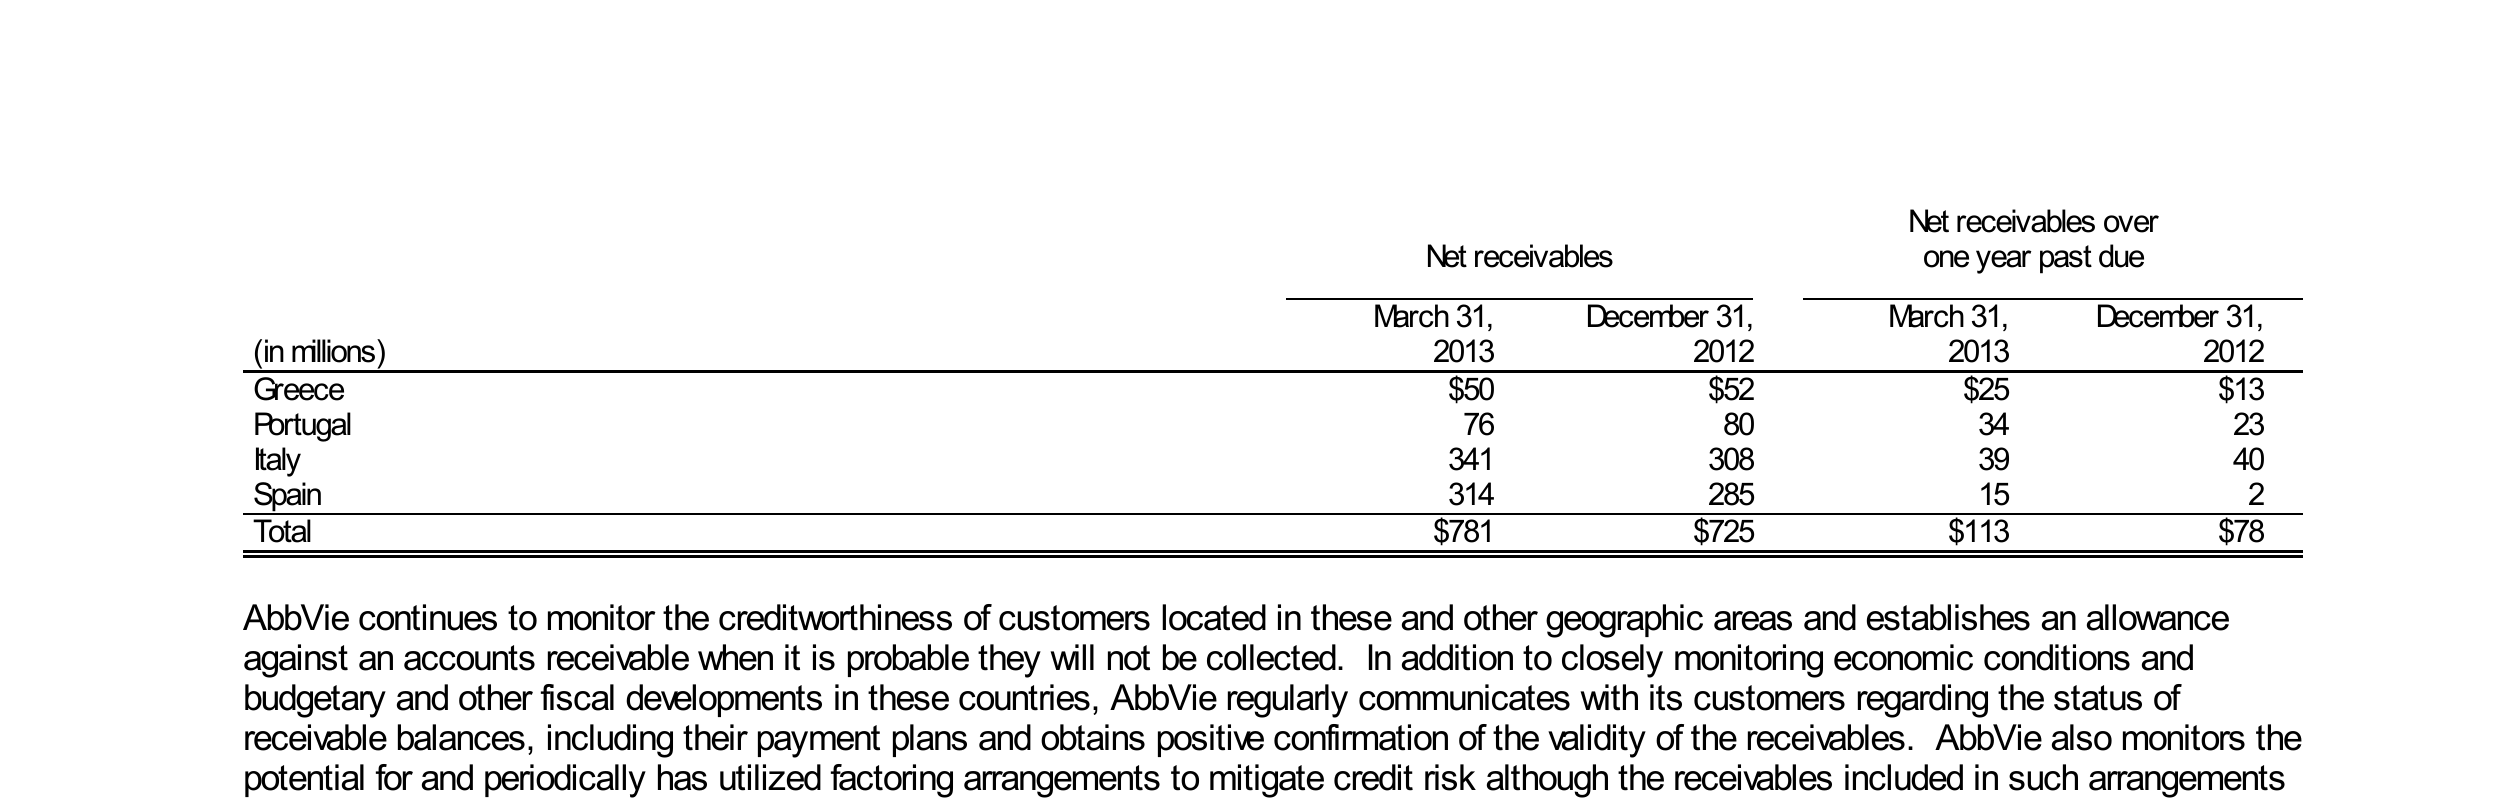 Net receivables over
Net receivables one year past due
March 31, December 31, March 31, December 31,
(in millions) 2013 2012 2013 2012
Greece $50 $52 $25 $13
Portugal 76 80 34 23
Italy 341 308 39 40
Spain 314 285 15 2
Total $781 $725 $113 $78
AbbVie continues to monitor the creditworthiness of customers located in these and other geographic areas and establishes an allowance
against an accounts receivable when it is probable they will not be collected. In addition to closely monitoring economic conditions and
budgetary and other fiscal developments in these countries, AbbVie regularly communicates with its customers regarding the status of
receivable balances, including their payment plans and obtains positive confirmation of the validity of the receivables. AbbVie also monitors the
potential for and periodically has utilized factoring arrangements to mitigate credit risk although the receivables included in such arrangements